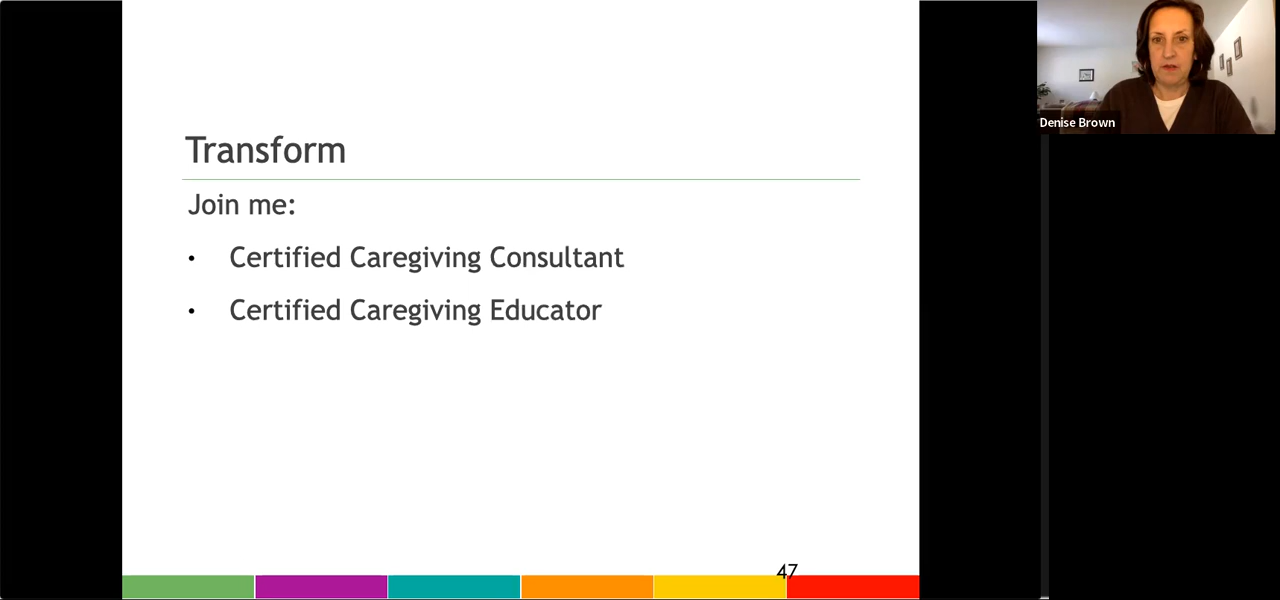 Transform
Join me:
• Certified Caregiving Consultant
• Certified Caregiving Educator
47
Denise Brown